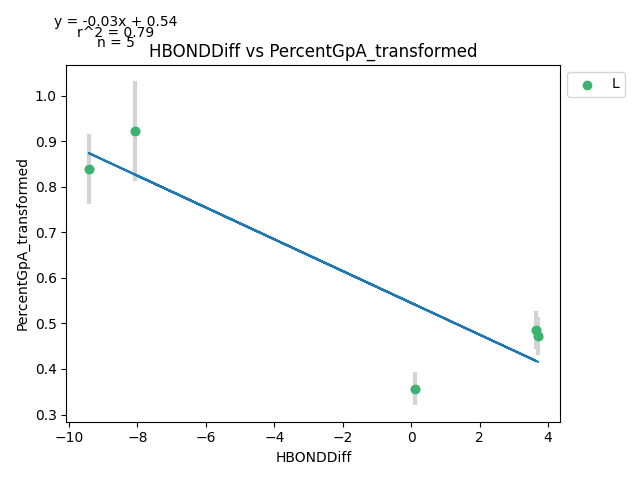 y = -0.03x + 0.54
r^2 = 0.79
n = 5
HBONDDiff vs PercentGpA_transformed
L
1.0
0.9
0.8
0.7
0.6
0.5
0.4
0.3
PercentGpA_transformed
−10
−8
−6
−4
−2
0
2
4
HBONDDiff